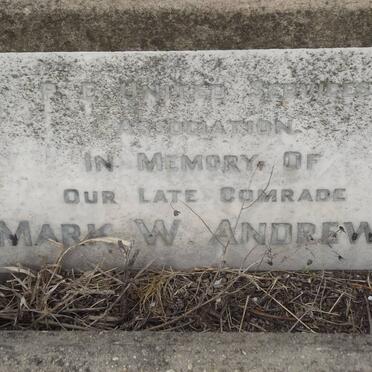 UNITED SERVICES
ASSOCIATION.
IN MEMORY OF
OUR LATE COMRADE
MARK W ANDREW